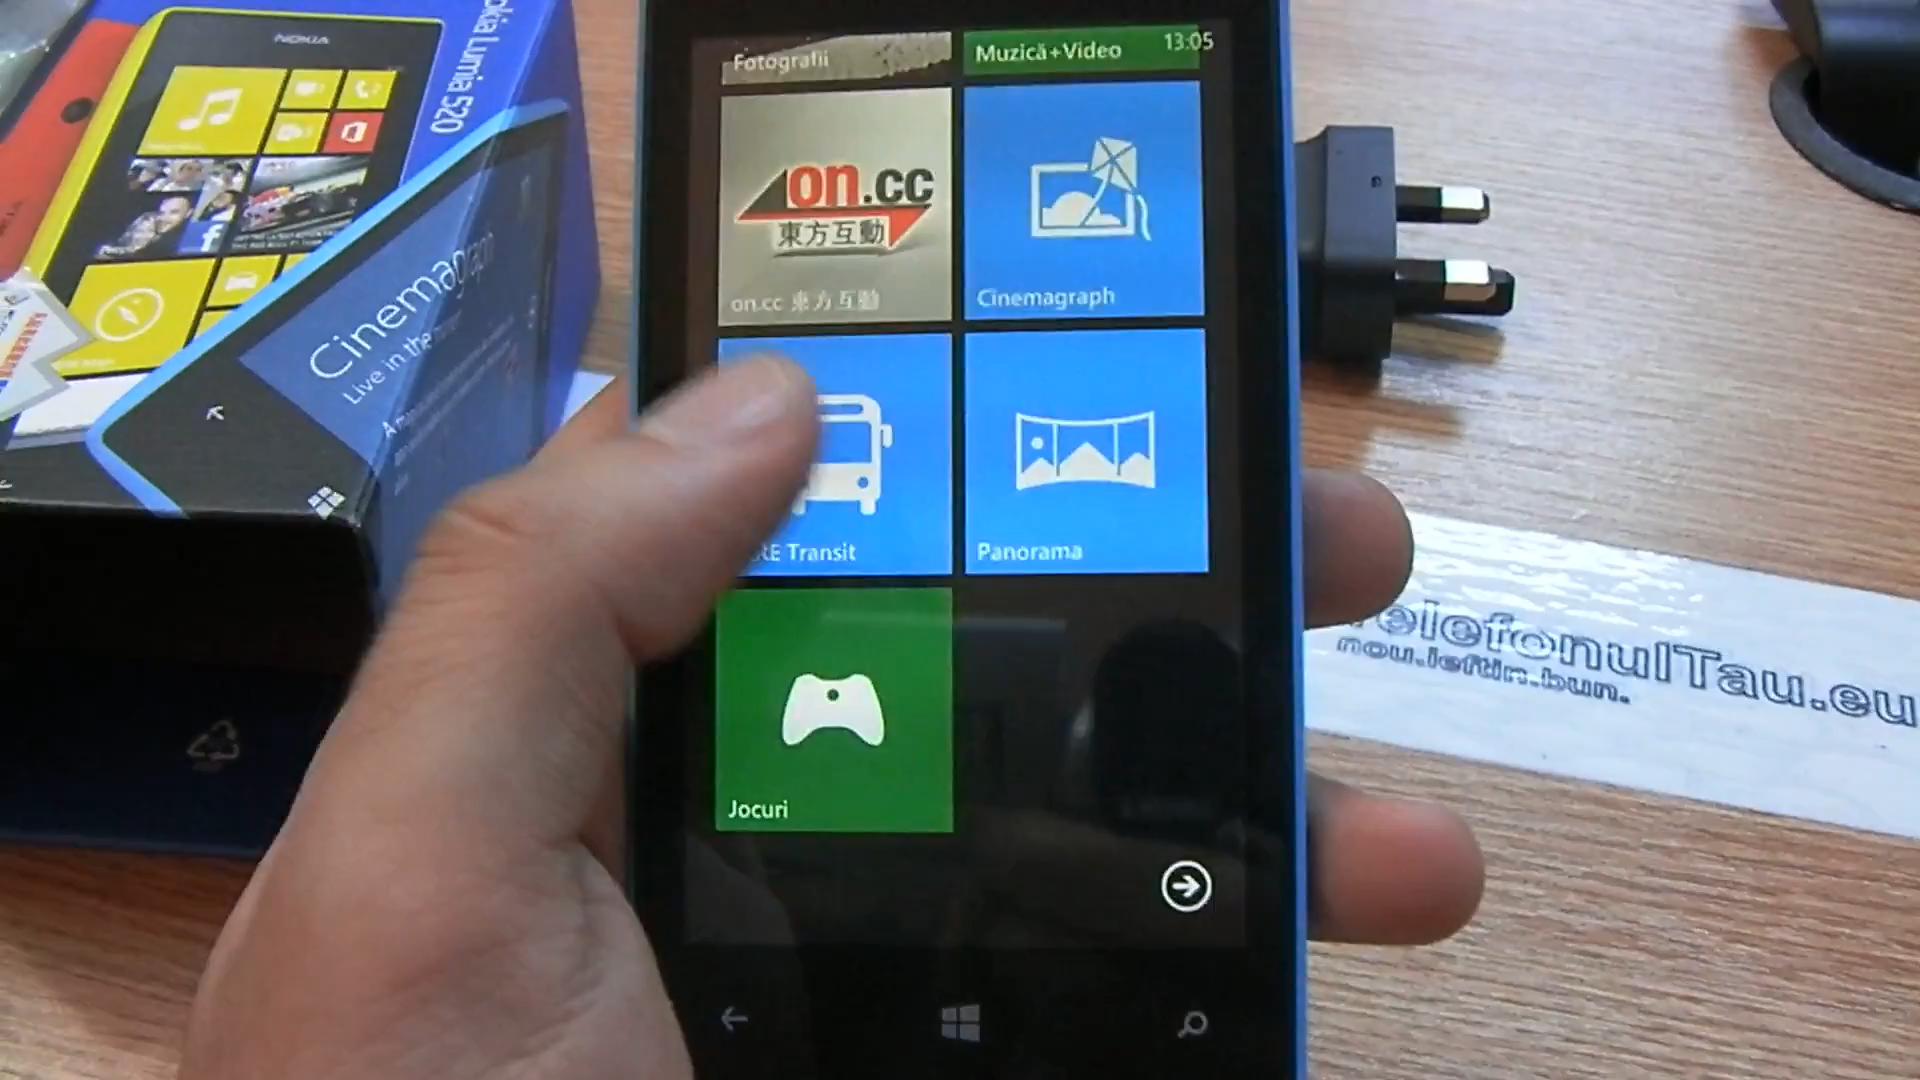 NOKIA
Nokia Lumia 520
Cinemagraph
Live in the
Fotografii
Muzică+Video
13:05
on.cc
東方互動
on.cc 東方互動
Cinemagraph
Transit
Panorama
Jocuri
TelefonulTau.eu
nou.ieftin.bun.